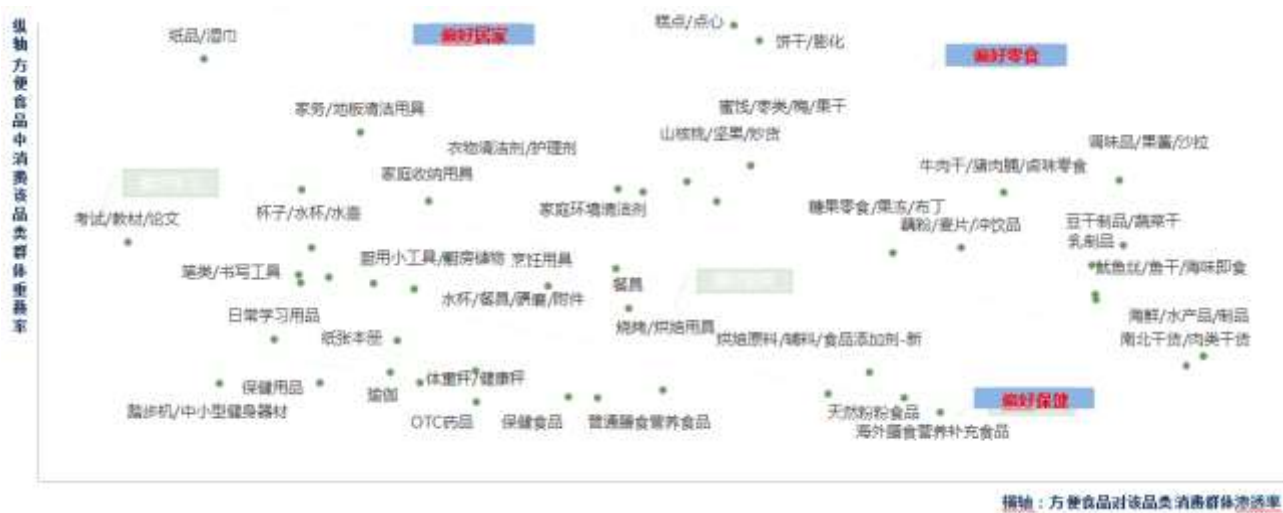 纵轴方便食品中消费该品类群体重叠率
糕点/点心
纸品/湿巾
偏好居家
饼干/膨化
偏好零食
家务/地板清洁用具
蜜饯/枣类/梅/果干
山核桃/坚果/炒货
调味品/果酱/沙拉
衣物清洁剂/护理剂
家庭收纳用具
牛肉干/猪肉脯/卤味零食
考试/教材/论文
杯子/水杯/水壶
家庭环境清洁剂
糖果零食/果冻/布丁
藕粉/麦片/冲饮品
豆干制品/蔬菜干
乳制品
笔类/书写工具
厨用小工具/厨房储物
烹饪用具
餐具
鱿鱼丝/鱼干/海味即食
水杯/餐具/研磨/附件
日常学习用品
烧烤/烘焙用具
海鲜/水产品/制品
纸张本册
烘焙原料/辅料/食品添加剂-新
南北干货/肉类干货
保健用品
瑜伽
体重秤/健康秤
偏好保健
踏步机/中小型健身器材
OTC药品
保健食品
普通膳食营养食品
天然粉粉食品
海外膳食营养补充食品
横轴：方便食品对该品类消费群体渗透率